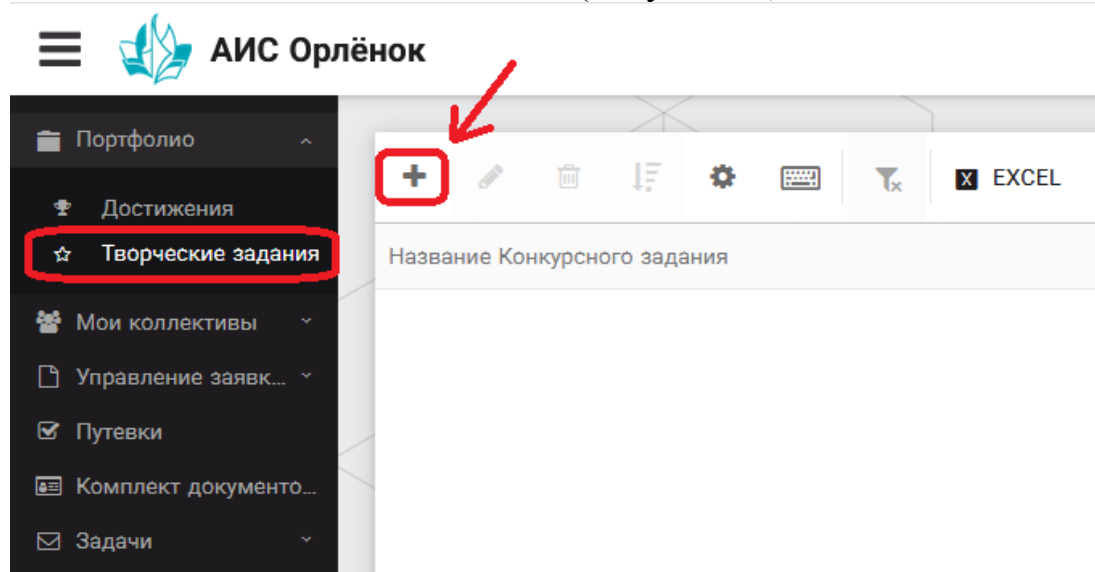 АИС Орлёнок
Портфолио
EXCEL
Достижения
Творческие задания
Название Конкурсного задания
Мои коллективы
Управление заявк...
Путевки
Комплект документо...
Задачи